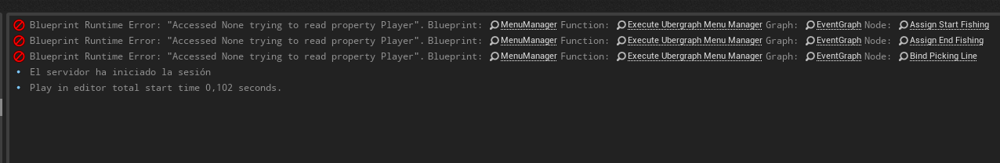 Blueprint Runtime Error: "Accessed None trying to read property Player". Blueprint: MenuManager Function: Execute Ubergraph Menu Manager Graph: EventGraph Node: Assign Start Fishing
Blueprint Runtime Error: "Accessed None trying to read property Player". Blueprint: MenuManager Function: Execute Ubergraph Menu Manager Graph: EventGraph Node: Assign End Fishing
Blueprint Runtime Error: "Accessed None trying to read property Player". Blueprint: MenuManager Function: Execute Ubergraph Menu Manager Graph: EventGraph Node: Bind Picking Line
El servidor ha iniciado la sesión
Play in editor total start time 0,102 seconds.